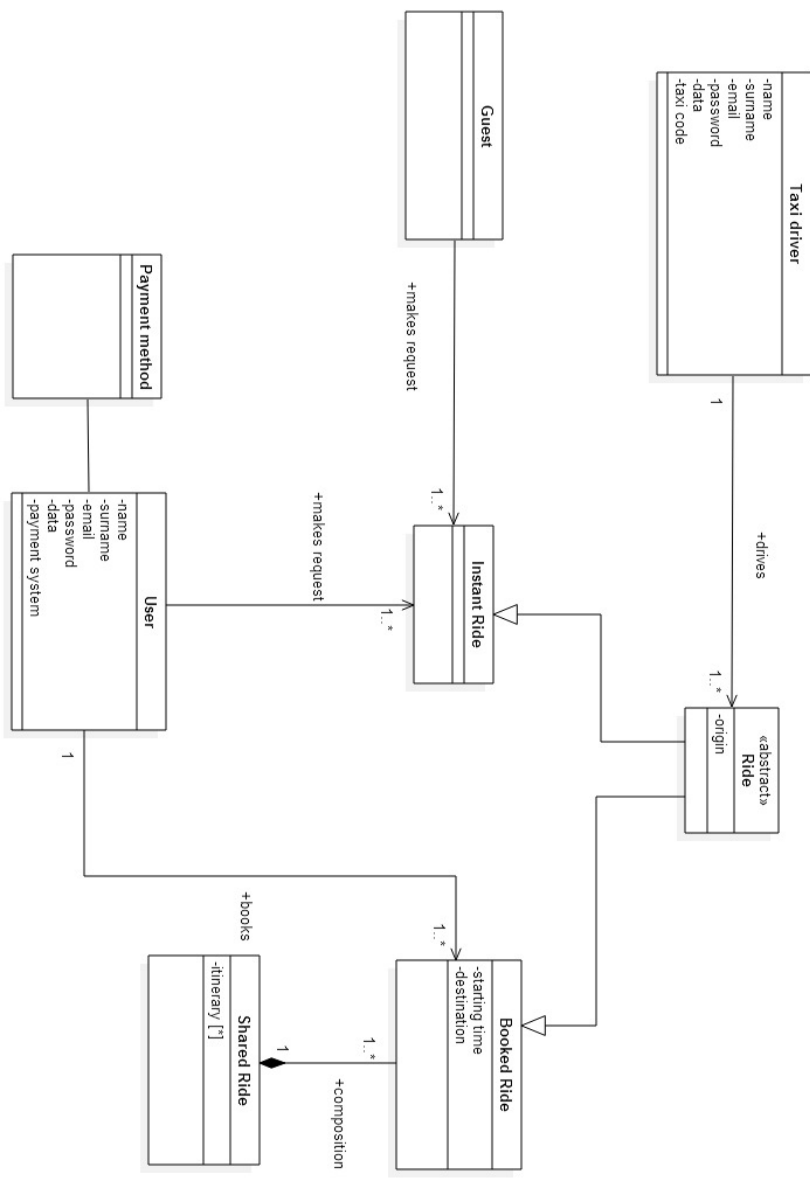 Taxi driver
-name
-surname
-email
-password
-data
-taxi code
1
+drives
1..*
«abstract»
Ride
-origin
Guest
+makes request
1..*
Instant Ride
Payment method
User
-name
-surname
-email
-password
-data
-payment system
+makes request
1..*
1
+books
1..*
Booked Ride
-starting time
-destination
1..*
+composition
1
Shared Ride
-itinerary [*]